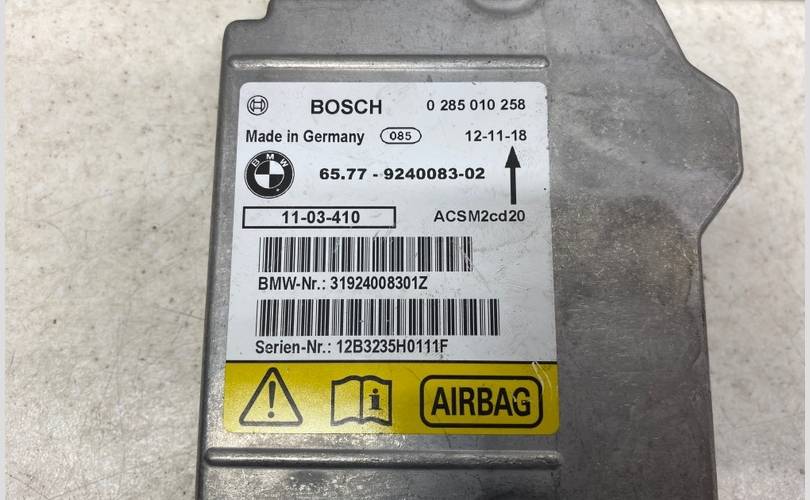 BOSCH 0 285 010 258
Made in Germany 085 12-11-18
BMW 65.77 - 9240083-02
11-03-410 ACSM2cd20
BMW-Nr.: 31924008301Z
Serien-Nr.: 12B3235H0111F
AIRBAG